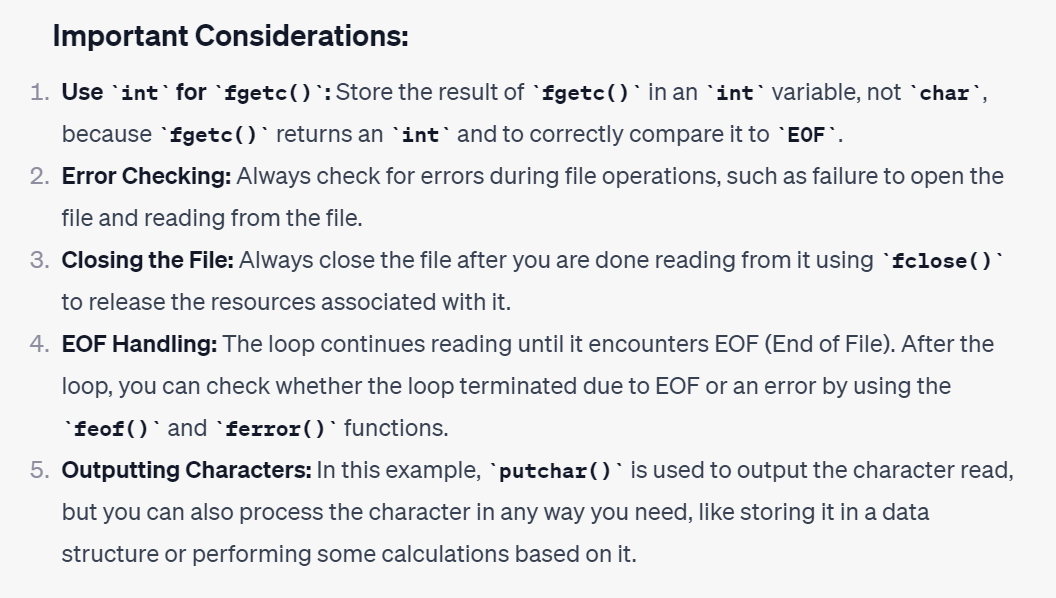 Important Considerations:
1. Use `int` for `fgetc()`: Store the result of `fgetc()` in an `int` variable, not `char`,
because `fgetc()` returns an `int` and to correctly compare it to `EOF`.
2. Error Checking: Always check for errors during file operations, such as failure to open the
file and reading from the file.
3. Closing the File: Always close the file after you are done reading from it using `fclose()`
to release the resources associated with it.
4. EOF Handling: The loop continues reading until it encounters EOF (End of File). After the
loop, you can check whether the loop terminated due to EOF or an error by using the
`feof()` and `ferror()` functions.
5. Outputting Characters: In this example, `putchar()` is used to output the character read,
but you can also process the character in any way you need, like storing it in a data
structure or performing some calculations based on it.